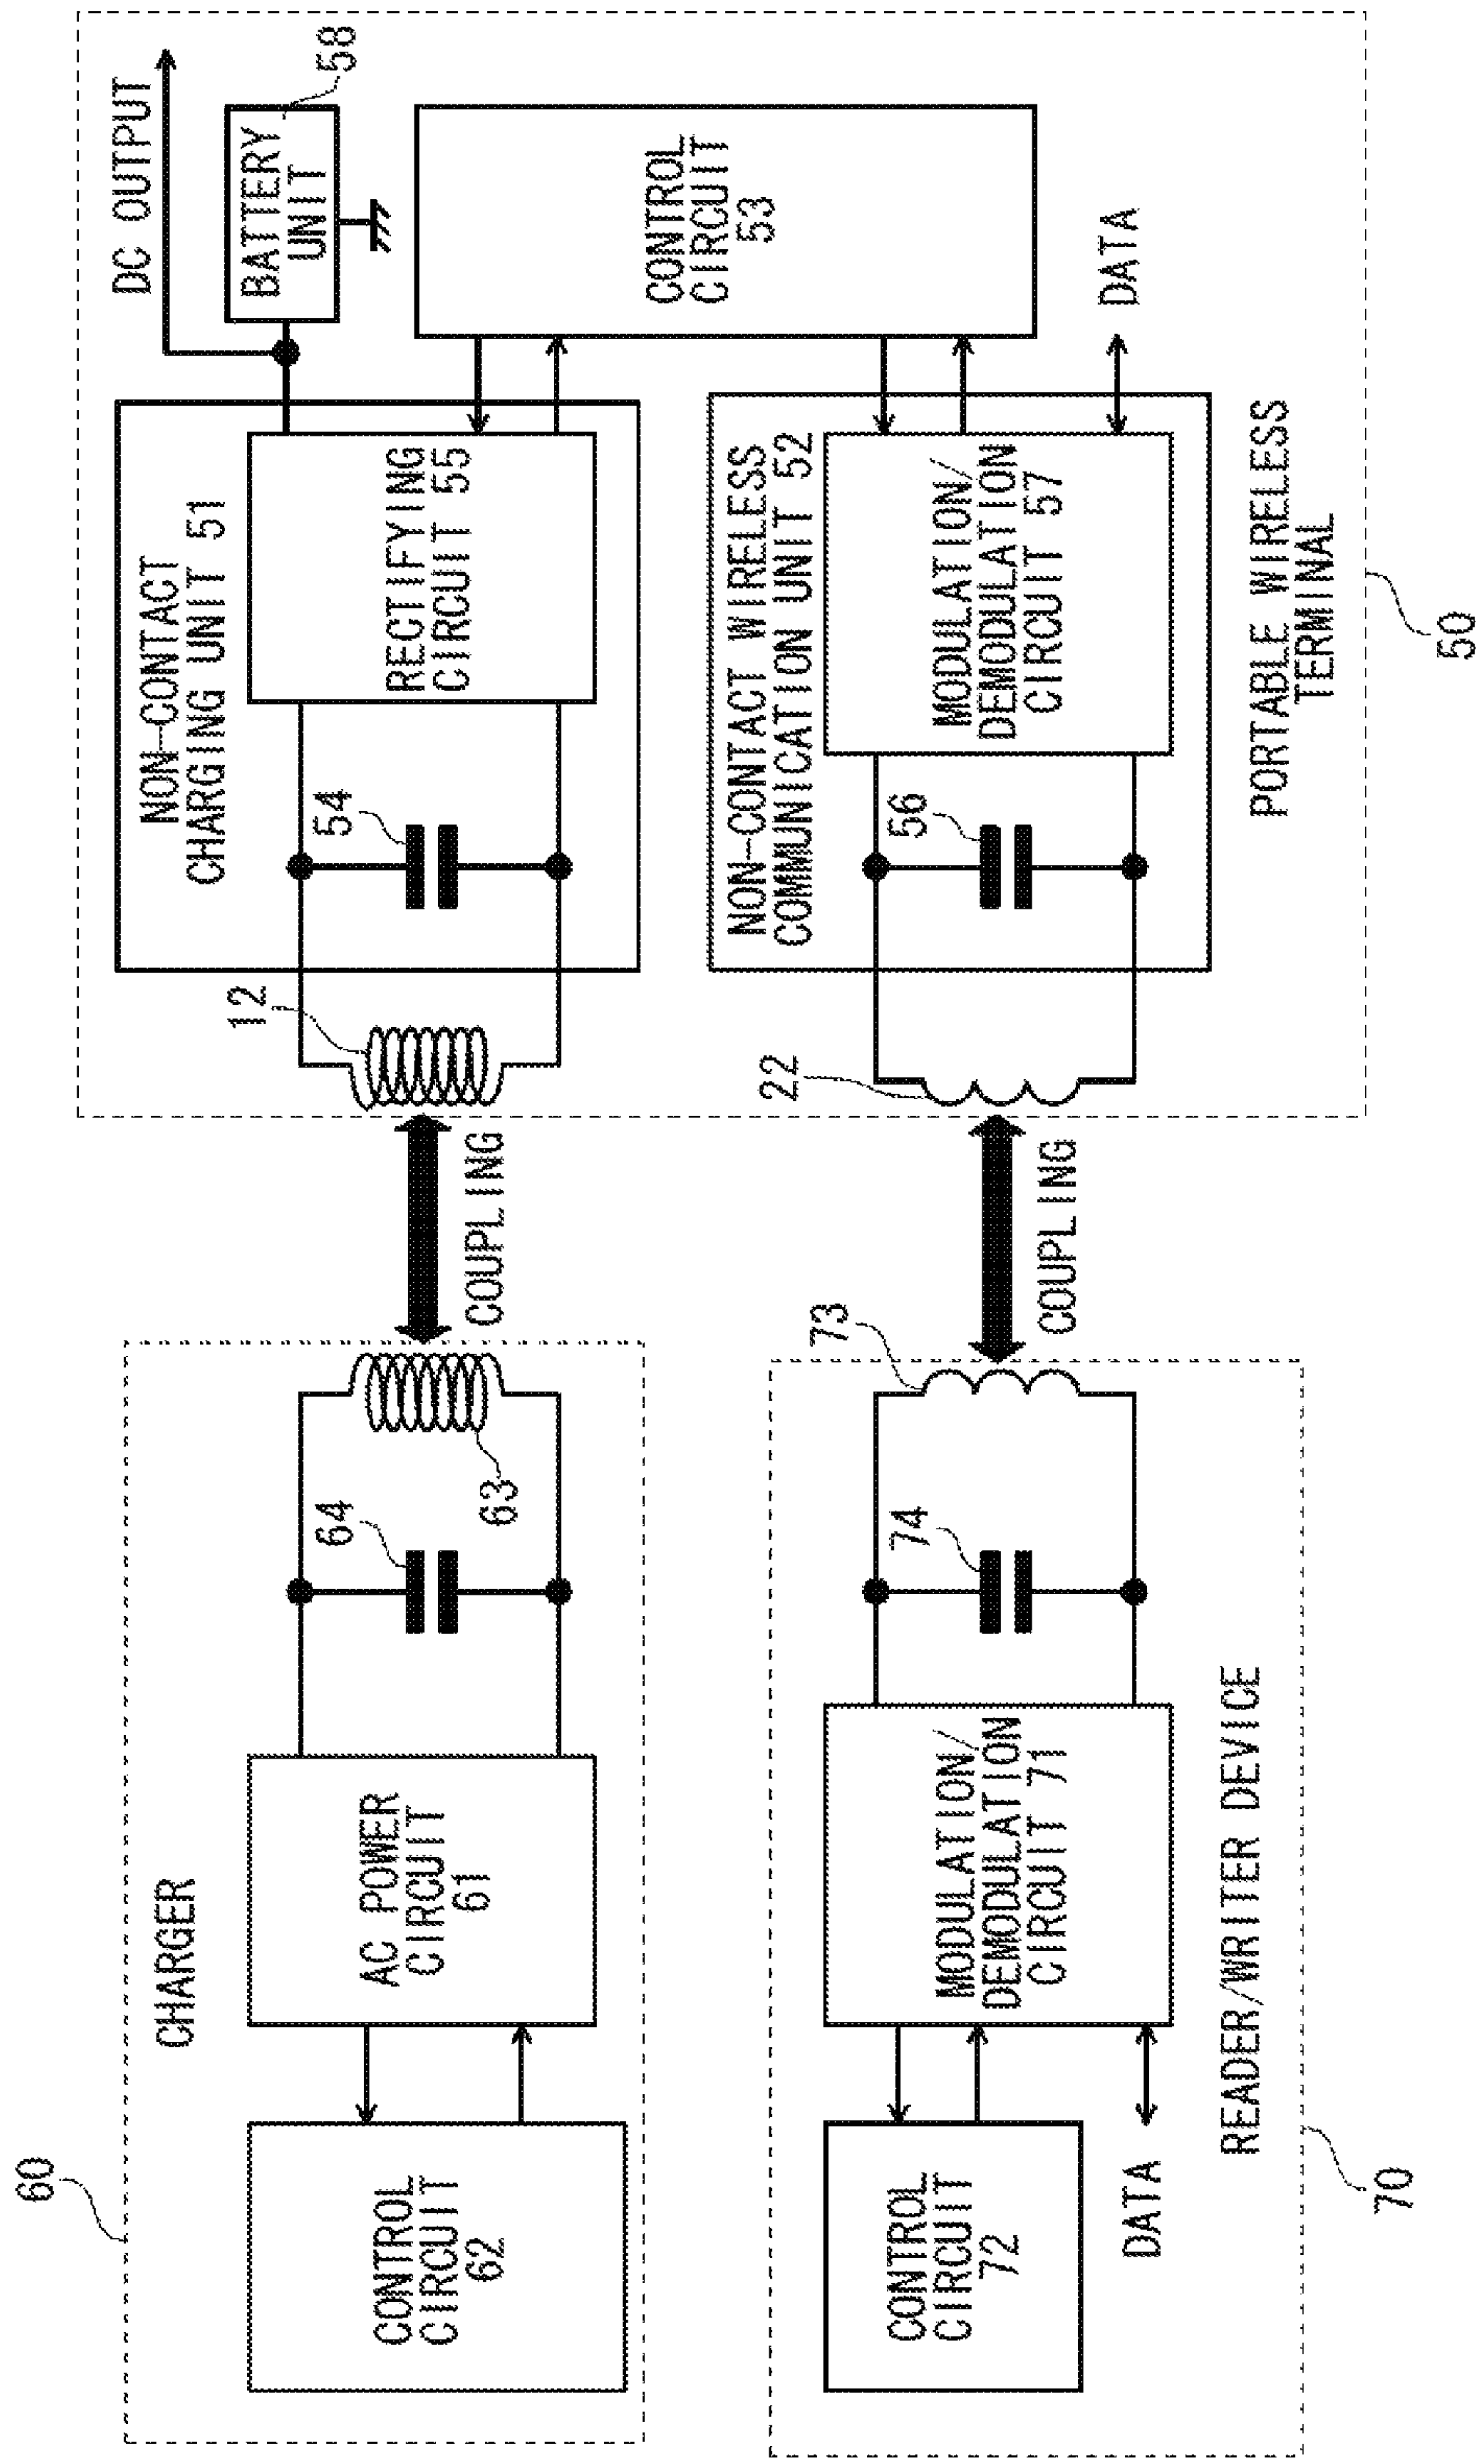 60
CHARGER
CONTROL
CIRCUIT
62
AC POWER
CIRCUIT
61
64
63
COUPLING
12
NON-CONTACT
CHARGING UNIT 51
54
RECTIFYING
CIRCUIT 55
DC OUTPUT
BATTERY
UNIT
58
CONTROL
CIRCUIT
53
CONTROL
CIRCUIT
72
DATA
MODULATION/
DEMODULATION
CIRCUIT 71
74
73
READER/WRITER DEVICE
70
COUPLING
22
NON-CONTACT WIRELESS
COMMUNICATION UNIT 52
56
MODULATION/
DEMODULATION
CIRCUIT 57
DATA
PORTABLE WIRELESS
TERMINAL
50